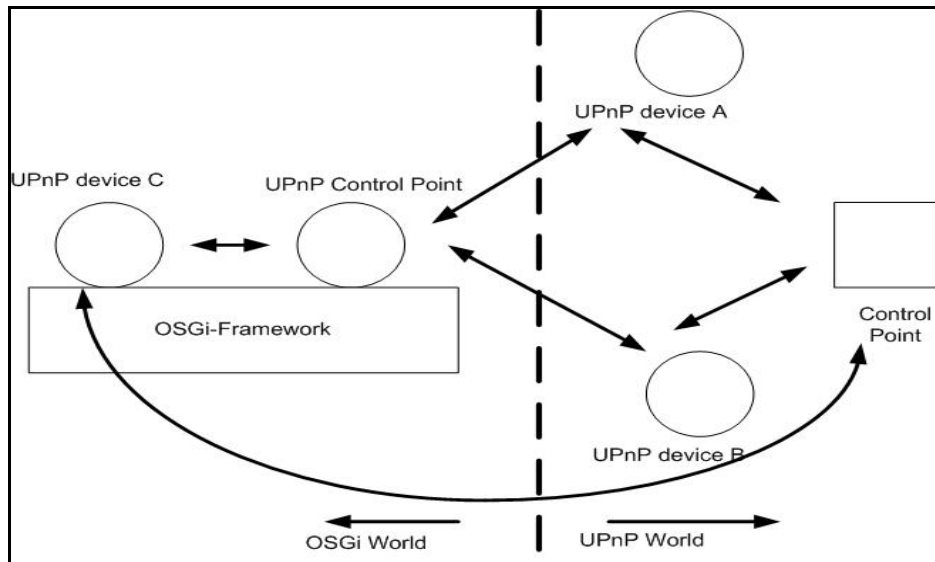 UPnP device A
UPnP device C
UPnP Control Point
OSGi-Framework
Control
Point
UPnP device B
OSGi World
UPnP World